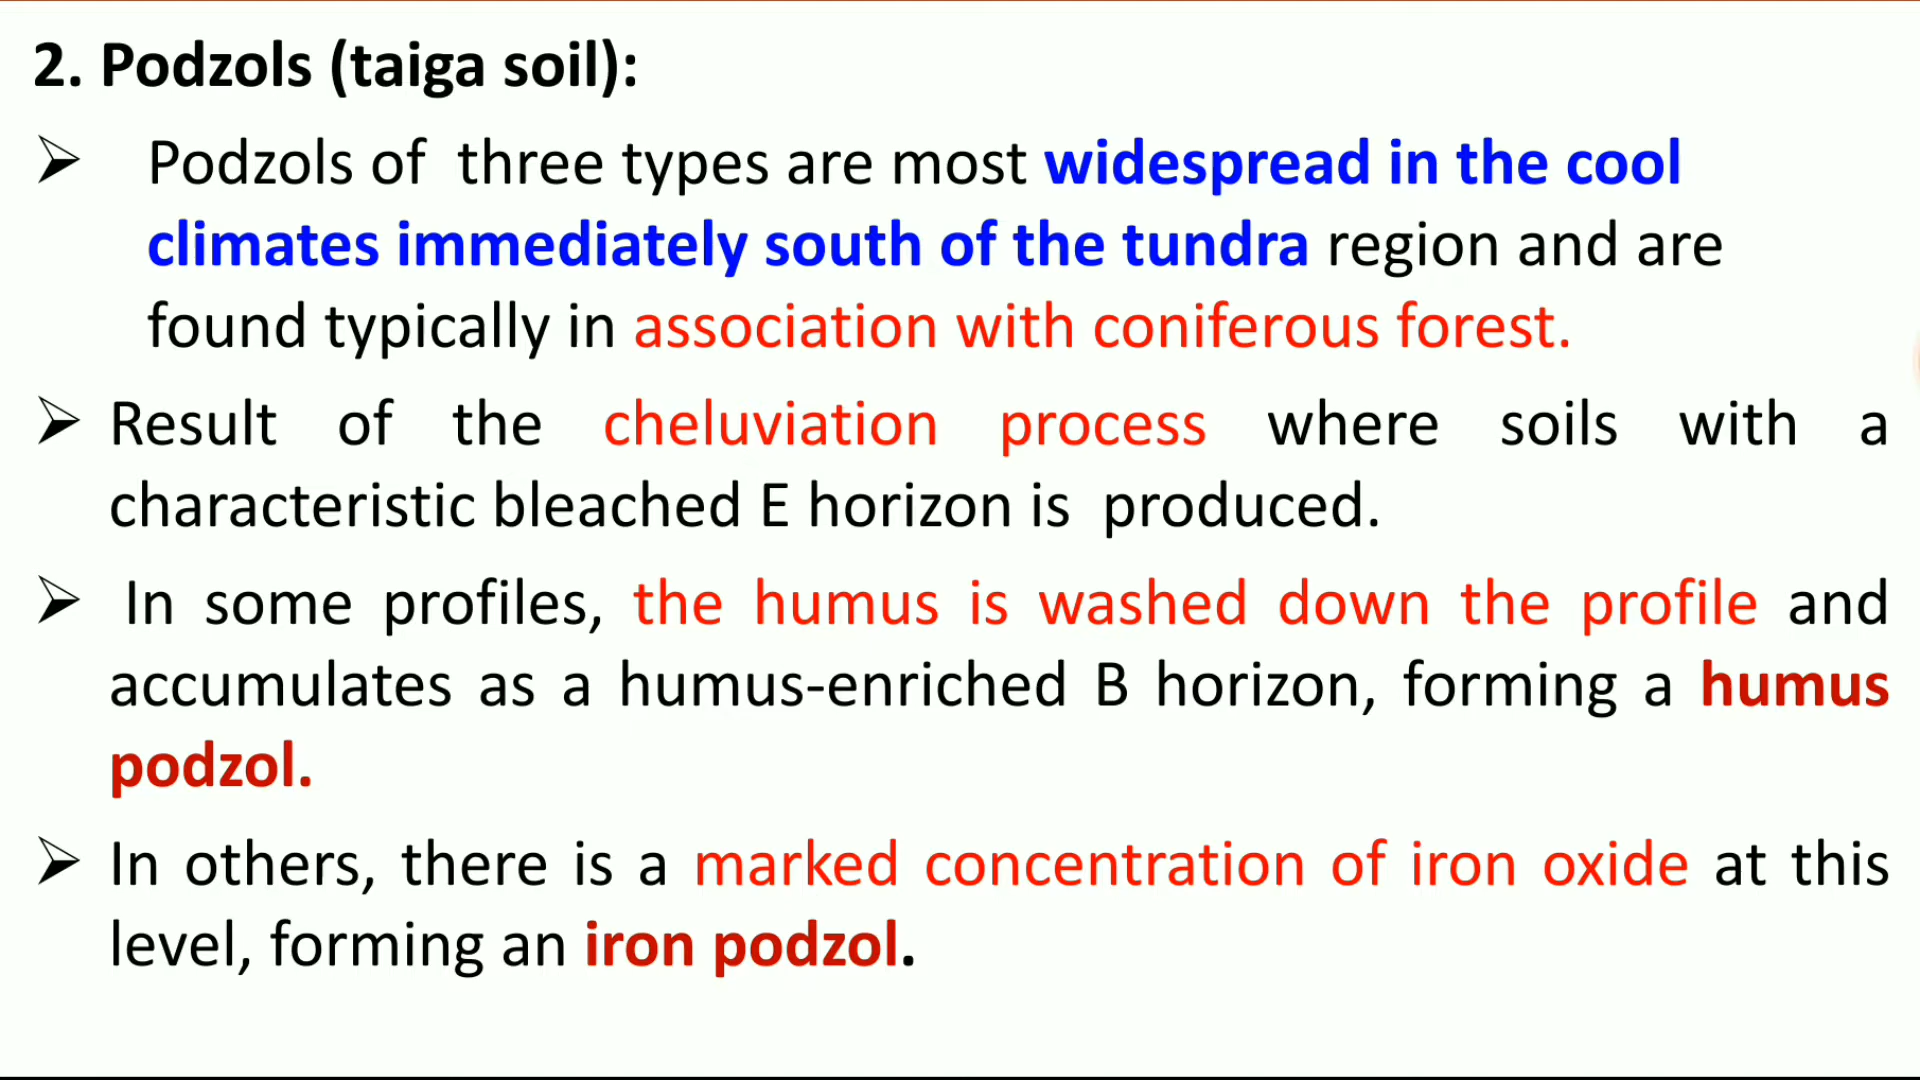 2. Podzols (taiga soil):
➢ Podzols of three types are most widespread in the cool
climates immediately south of the tundra region and are
found typically in association with coniferous forest.
➢ Result of the cheluviation process where soils with a
characteristic bleached E horizon is produced.
➢ In some profiles, the humus is washed down the profile and
accumulates as a humus-enriched B horizon, forming a humus
podzol.
➢ In others, there is a marked concentration of iron oxide at this
level, forming an iron podzol.